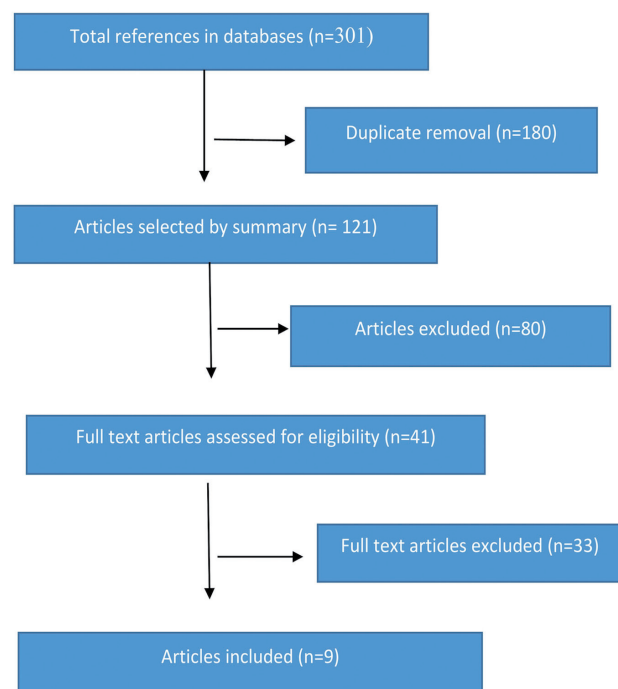 Total references in databases (n=301)
Duplicate removal (n=180)
Articles selected by summary (n= 121)
Articles excluded (n=80)
Full text articles assessed for eligibility (n=41)
Full text articles excluded (n=33)
Articles included (n=9)